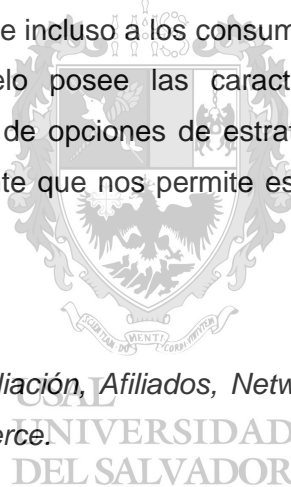 e incluso a los consum
elo posee las caract
de opciones de estrat
ste que nos permite es
liación, Afiliados, Netw
erce.
USAL
UNIVERSIDAD
DEL SALVADOR